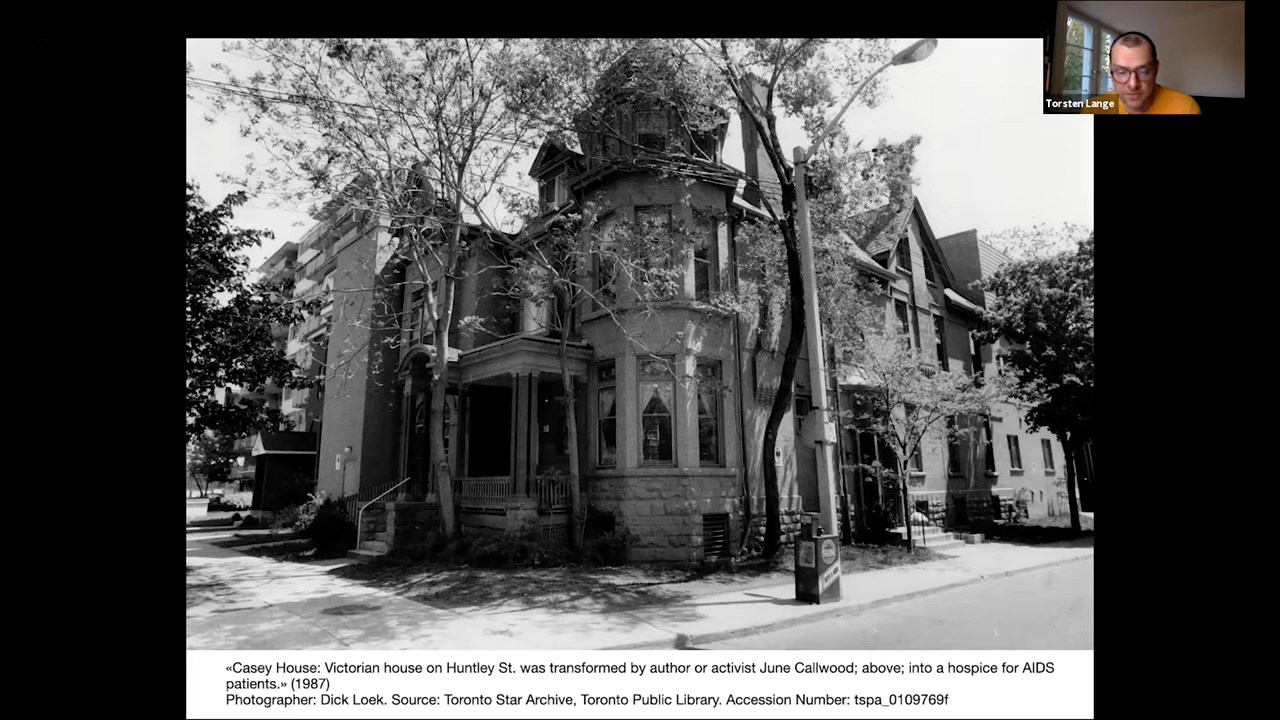 Torsten Lange
«Casey House: Victorian house on Huntley St. was transformed by author or activist June Callwood; above; into a hospice for AIDS
patients.» (1987)
Photographer: Dick Loek. Source: Toronto Star Archive, Toronto Public Library. Accession Number: tspa_0109769f